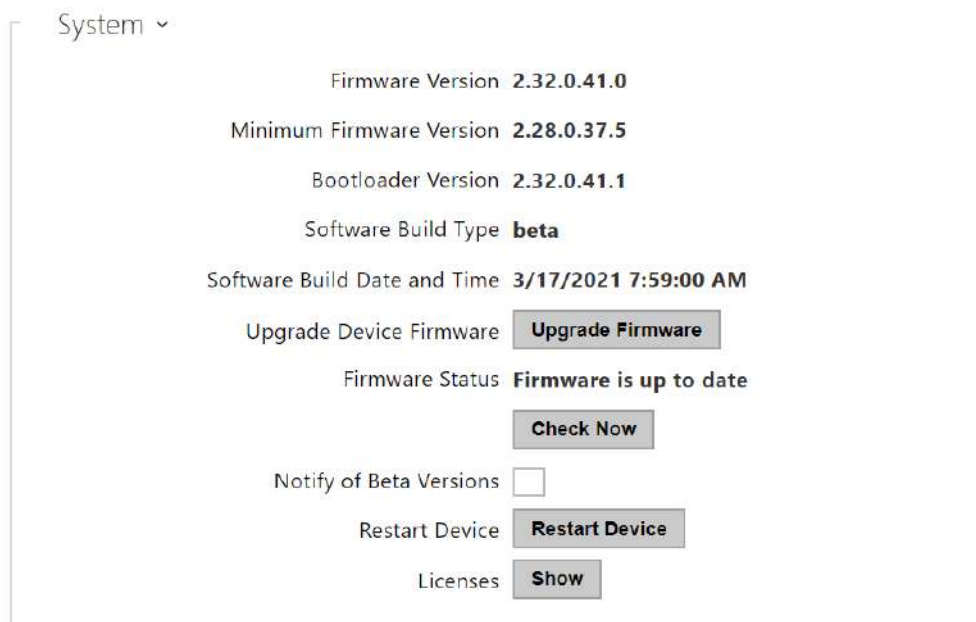 System
Firmware Version 2.32.0.41.0
Minimum Firmware Version 2.28.0.37.5
Bootloader Version 2.32.0.41.1
Software Build Type beta
Software Build Date and Time 3/17/2021 7:59:00 AM
Upgrade Device Firmware Upgrade Firmware
Firmware Status Firmware is up to date
Check Now
Notify of Beta Versions
Restart Device Restart Device
Licenses Show